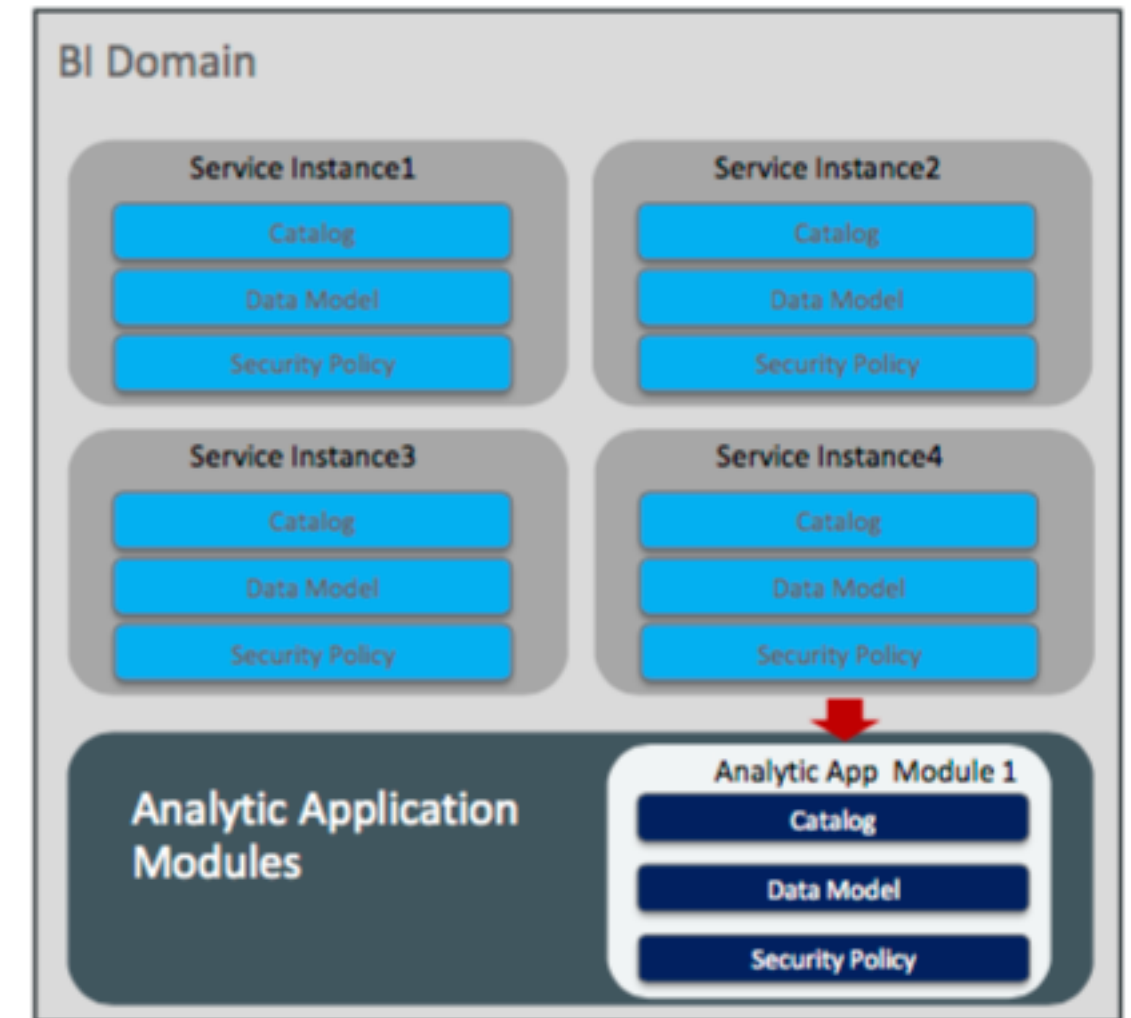 BI Domain
Service Instance1
Catalog
Data Model
Security Policy
Service Instance2
Catalog
Data Model
Security Policy
Service Instance3
Catalog
Data Model
Security Policy
Service Instance4
Catalog
Data Model
Security Policy
Analytic Application
Modules
Analytic App Module 1
Catalog
Data Model
Security Policy